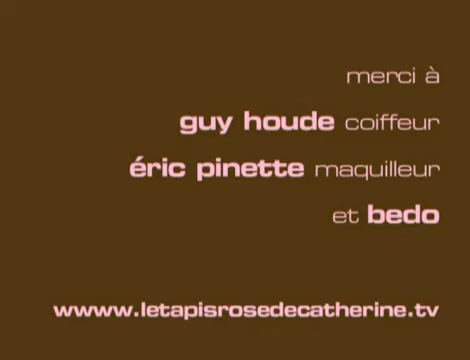 merci à
guy houde coiffeur
éric pinette maquilleur
et bedo
wwww.letapisrosedecatherine.tv